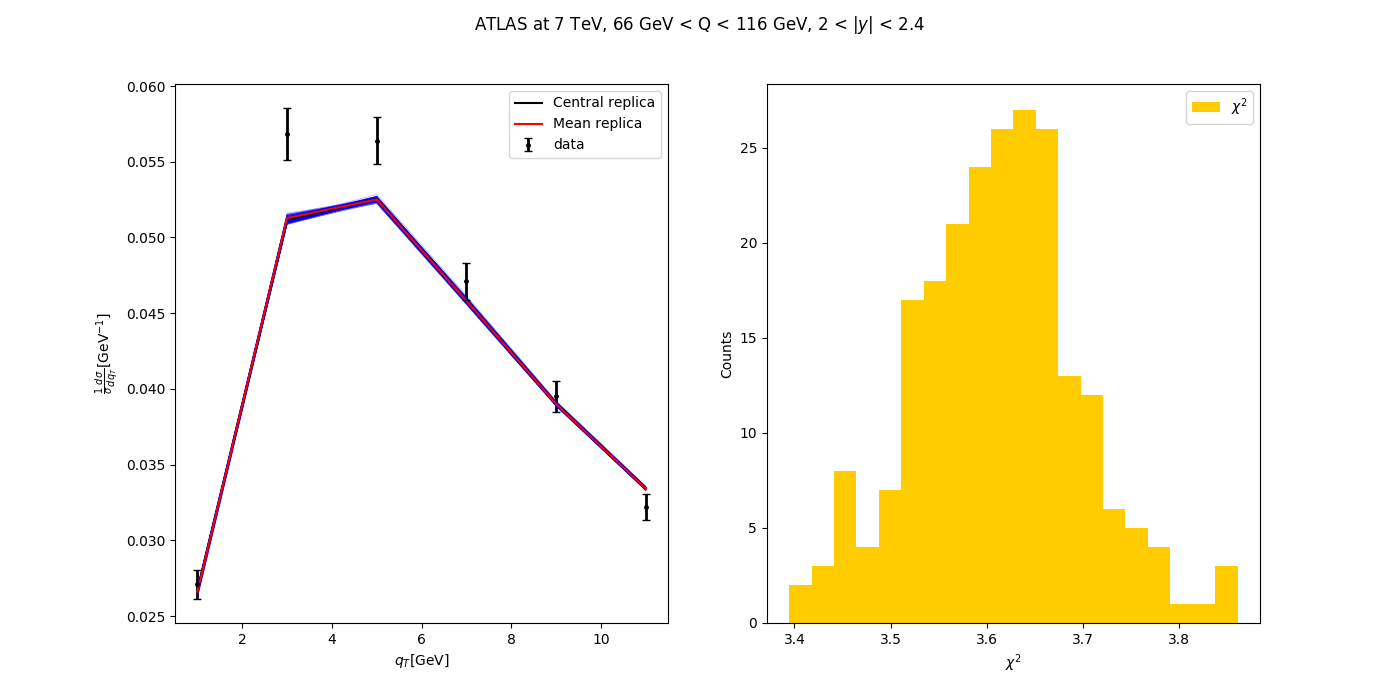 ATLAS at 7 TeV, 66 GeV < Q < 116 GeV, 2 < |y| < 2.4
0.060
0.055
0.050
0.045
0.040
0.035
0.030
0.025
1/σ dσ/dq_T [GeV⁻¹]
2 4 6 8 10
q_T[GeV]
Central replica
Mean replica
data
25
20
15
10
5
0
Counts
3.4 3.5 3.6 3.7 3.8
χ²
χ²